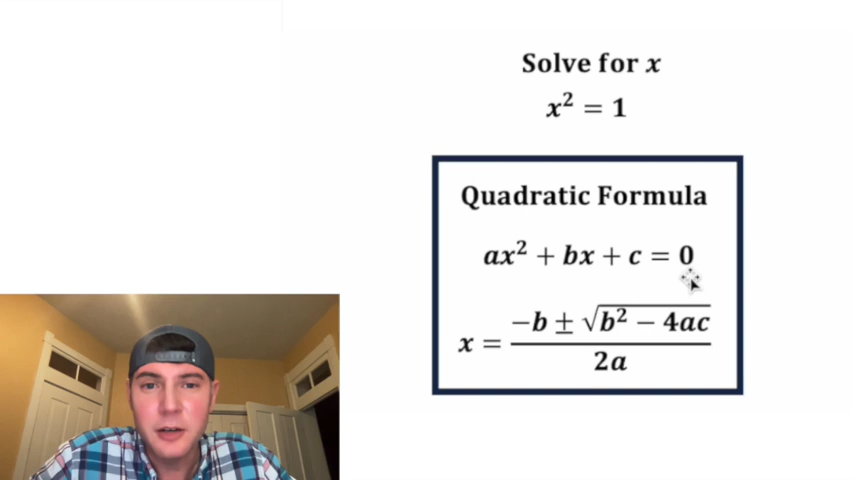 Solve for x
x² = 1
Quadratic Formula
ax² + bx + c = 0
x = (−b ± √(b² − 4ac)) / 2a